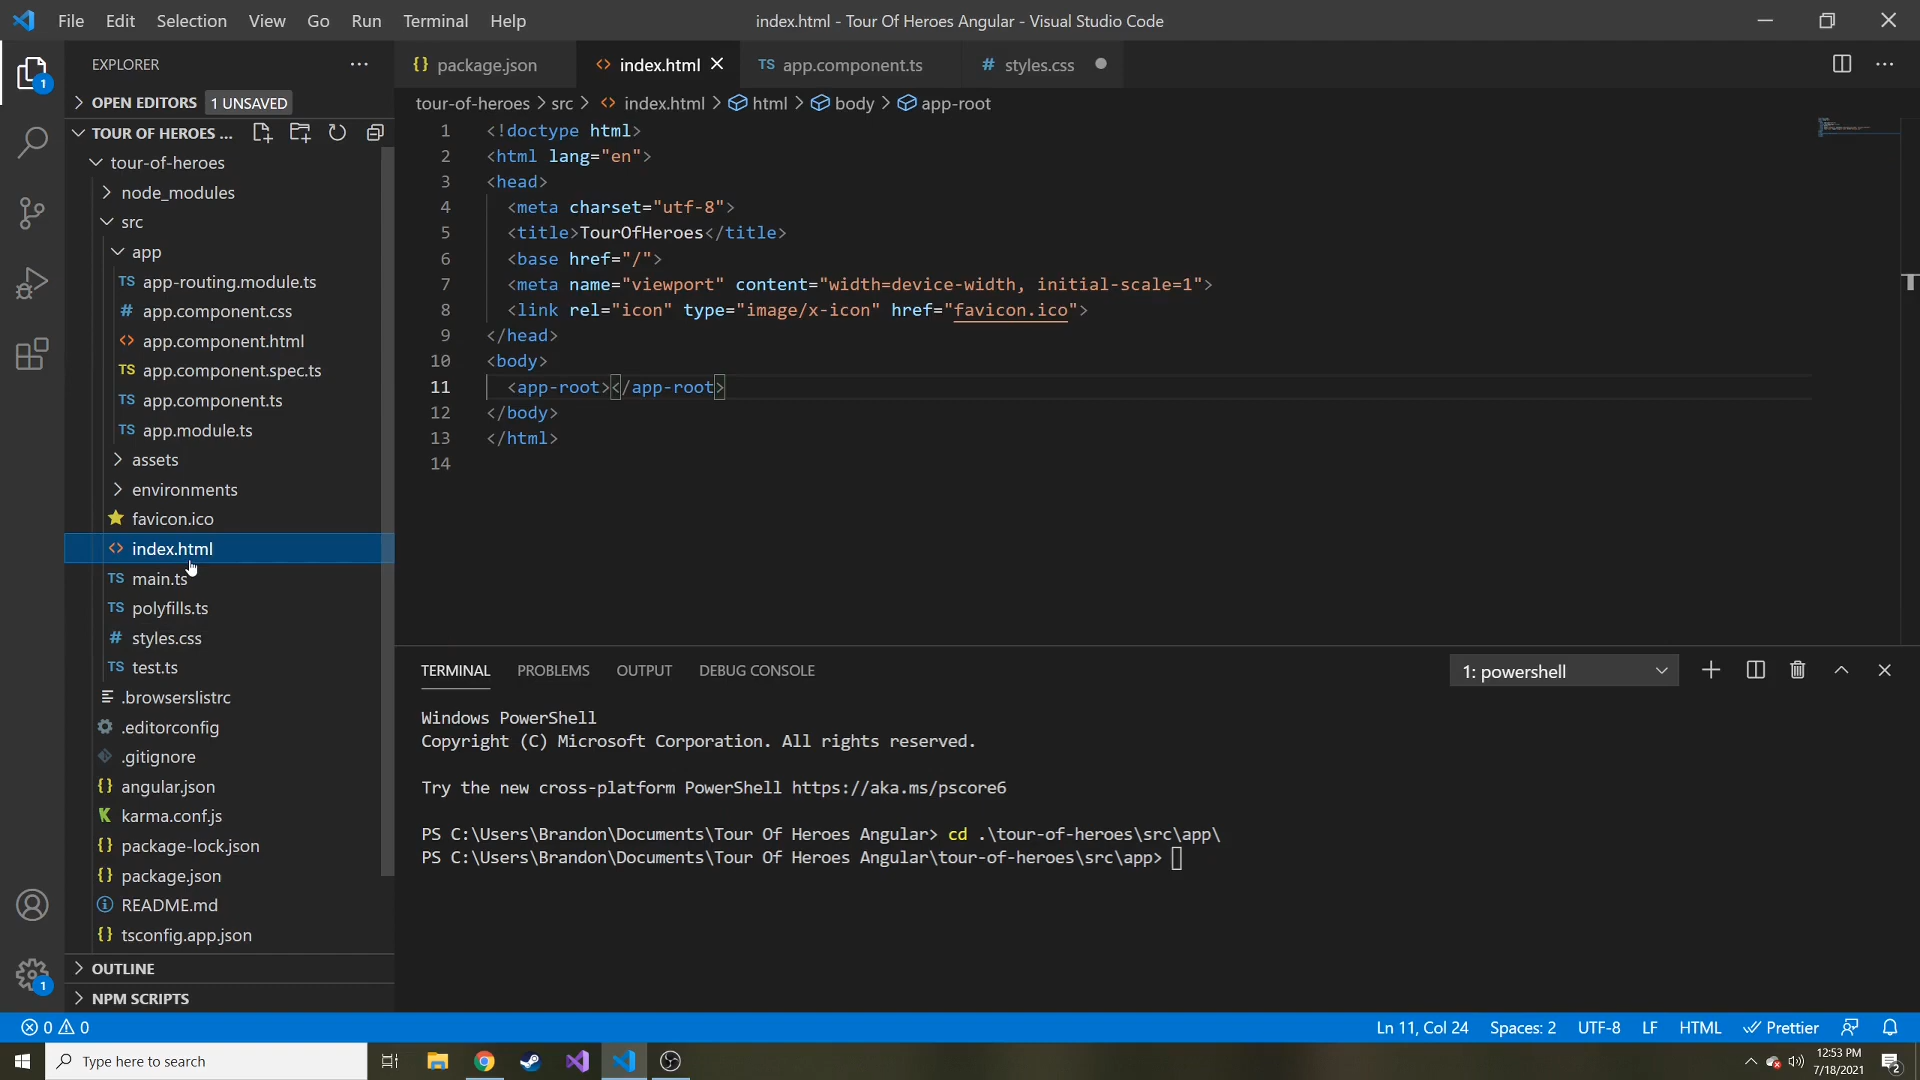 File Edit Selection View Go Run Terminal Help
index.html - Tour Of Heroes Angular - Visual Studio Code
EXPLORER
{} package.json
<> index.html
TS app.component.ts
# styles.css
OPEN EDITORS 1 UNSAVED
tour-of-heroes > src > <> index.html > html > body > app-root
TOUR OF HEROES ...
tour-of-heroes
node_modules
src
app
TS app-routing.module.ts
# app.component.css
<> app.component.html
TS app.component.spec.ts
TS app.component.ts
TS app.module.ts
assets
environments
favicon.ico
<> index.html
TS main.ts
TS polyfills.ts
# styles.css
TS test.ts
.browserslistrc
.editorconfig
.gitignore
{} angular.json
karma.conf.js
{} package-lock.json
{} package.json
README.md
{} tsconfig.app.json
OUTLINE
NPM SCRIPTS
1 <!doctype html>
2 <html lang="en">
3 <head>
4 <meta charset="utf-8">
5 <title>TourOfHeroes</title>
6 <base href="/">
7 <meta name="viewport" content="width=device-width, initial-scale=1">
8 <link rel="icon" type="image/x-icon" href="favicon.ico">
9 </head>
10 <body>
11 <app-root></app-root>
12 </body>
13 </html>
14
TERMINAL PROBLEMS OUTPUT DEBUG CONSOLE
1: powershell
Windows PowerShell
Copyright (C) Microsoft Corporation. All rights reserved.
Try the new cross-platform PowerShell https://aka.ms/pscore6
PS C:\Users\Brandon\Documents\Tour Of Heroes Angular> cd .\tour-of-heroes\src\app\
PS C:\Users\Brandon\Documents\Tour Of Heroes Angular\tour-of-heroes\src\app>
1
1
0 0
Ln 11, Col 24 Spaces: 2 UTF-8 LF HTML Prettier
Type here to search
12:53 PM
7/18/2021
2